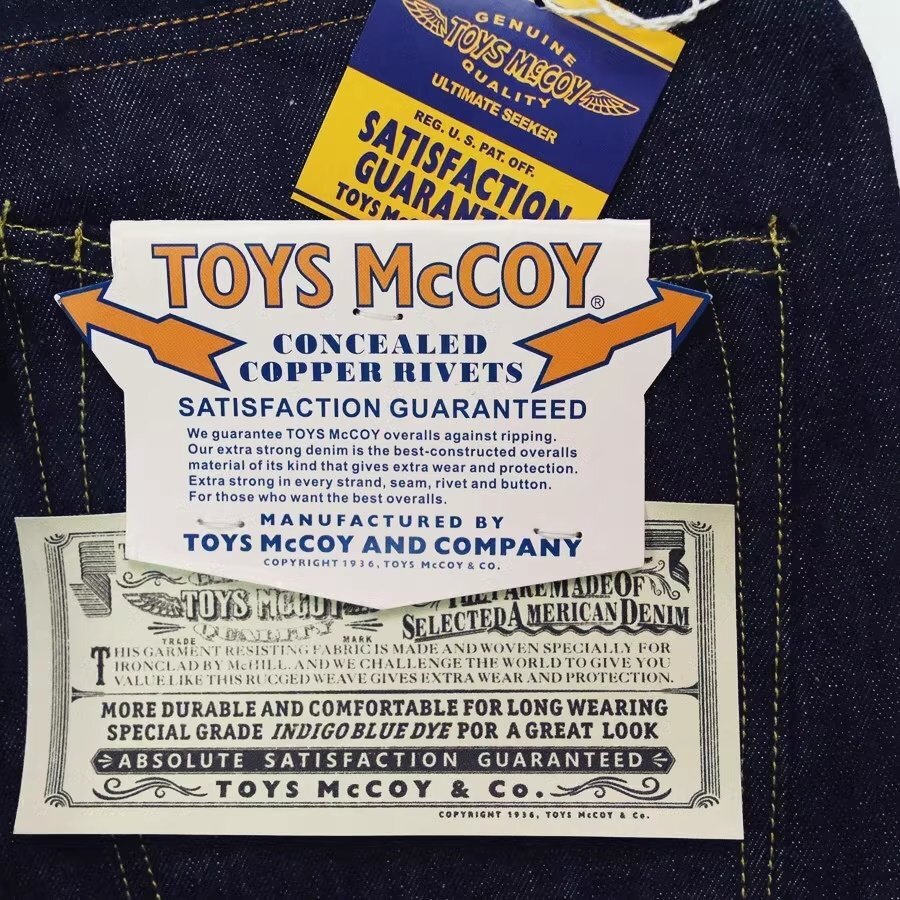 GENUINE
TOYS McCOY
QUALITY
ULTIMATE SEEKER
REG. U. S. PAT. OFF.
SATISFACTION
TOYS
TOYS McCOY®
CONCEALED
COPPER RIVETS
SATISFACTION GUARANTEED
We guarantee TOYS McCOY overalls against ripping.
Our extra strong denim is the best-constructed overalls
material of its kind that gives extra wear and protection.
Extra strong in every strand, seam, rivet and button.
For those who want the best overalls.
MANUFACTURED BY
TOYS McCOY AND COMPANY
COPYRIGHT 1936, TOYS McCOY & CO.
TOYS McCOY
QUALITY
TRADE MARK
THEY ARE MADE OF
SELECTED AMERICAN DENIM
THIS GARMENT RESISTING FABRIC IS MADE AND WOVEN SPECIALLY FOR
IRONCLAD BY McHILL. AND WE CHALLENGE THE WORLD TO GIVE YOU
VALUE LIKE THIS RUGGED WEAVE GIVES EXTRA WEAR AND PROTECTION.
MORE DURABLE AND COMFORTABLE FOR LONG WEARING
SPECIAL GRADE INDIGO BLUE DYE POR A GREAT LOOK
ABSOLUTE SATISFACTION GUARANTEED
TOYS McCOY & Co.
COPYRIGHT 1936, TOYS McCOY & Co.